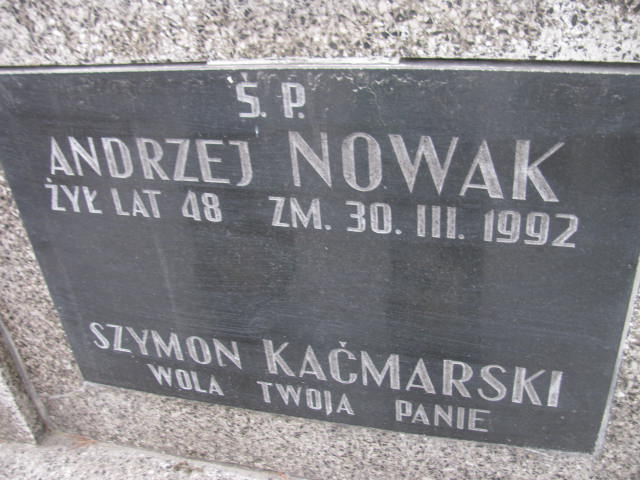 Ś. P.
ANDRZEJ NOWAK
ŻYŁ LAT 48 ZM. 30. III. 1992
SZYMON KAČMARSKI
WOLA TWOJA PANIE